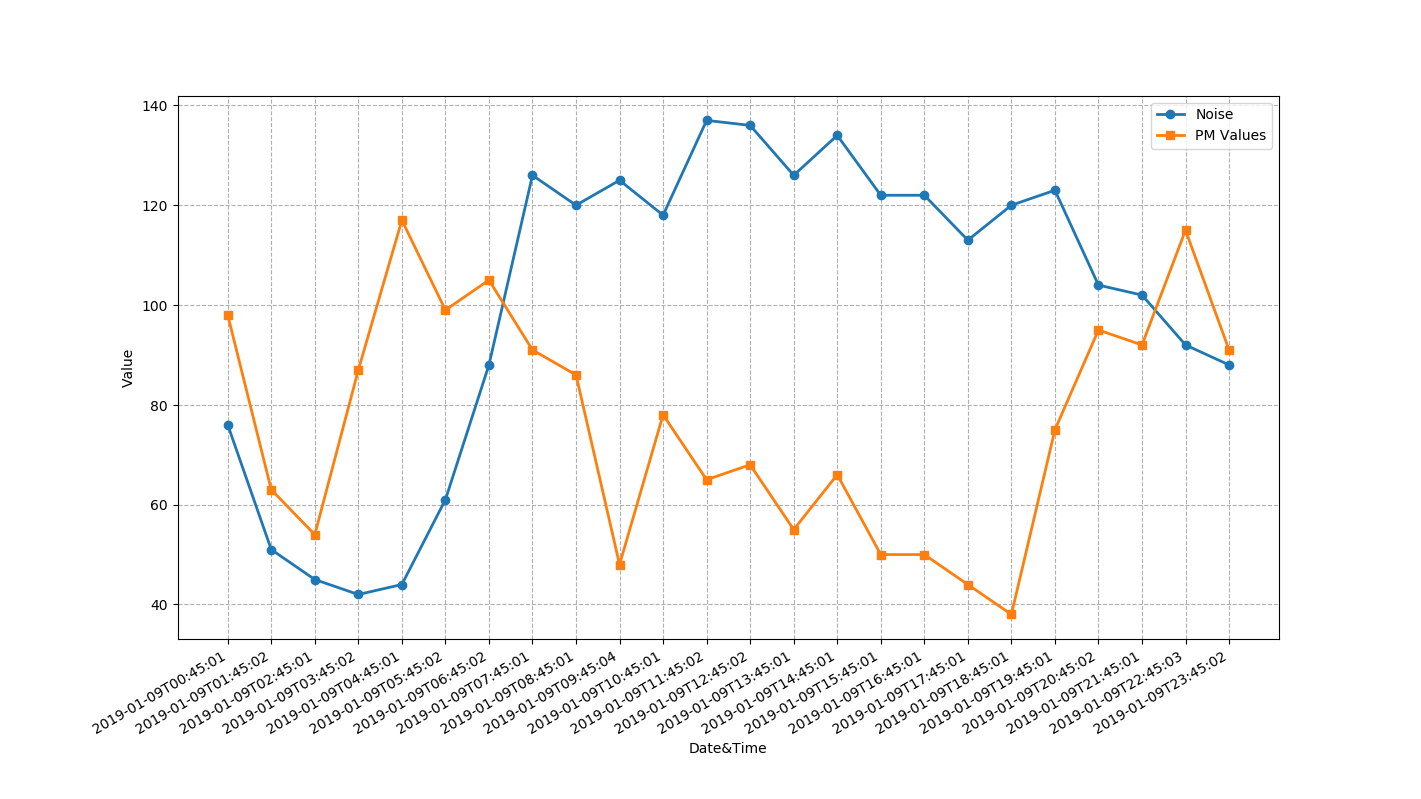 Noise
PM Values
140
120
100
80
60
40
Value
2019-01-09T00:45:01
2019-01-09T01:45:02
2019-01-09T02:45:01
2019-01-09T03:45:02
2019-01-09T04:45:01
2019-01-09T05:45:02
2019-01-09T06:45:02
2019-01-09T07:45:01
2019-01-09T08:45:01
2019-01-09T09:45:04
2019-01-09T10:45:01
2019-01-09T11:45:02
2019-01-09T12:45:02
2019-01-09T13:45:01
2019-01-09T14:45:01
2019-01-09T15:45:01
2019-01-09T16:45:01
2019-01-09T17:45:01
2019-01-09T18:45:01
2019-01-09T19:45:01
2019-01-09T20:45:02
2019-01-09T21:45:01
2019-01-09T22:45:03
2019-01-09T23:45:02
Date&Time